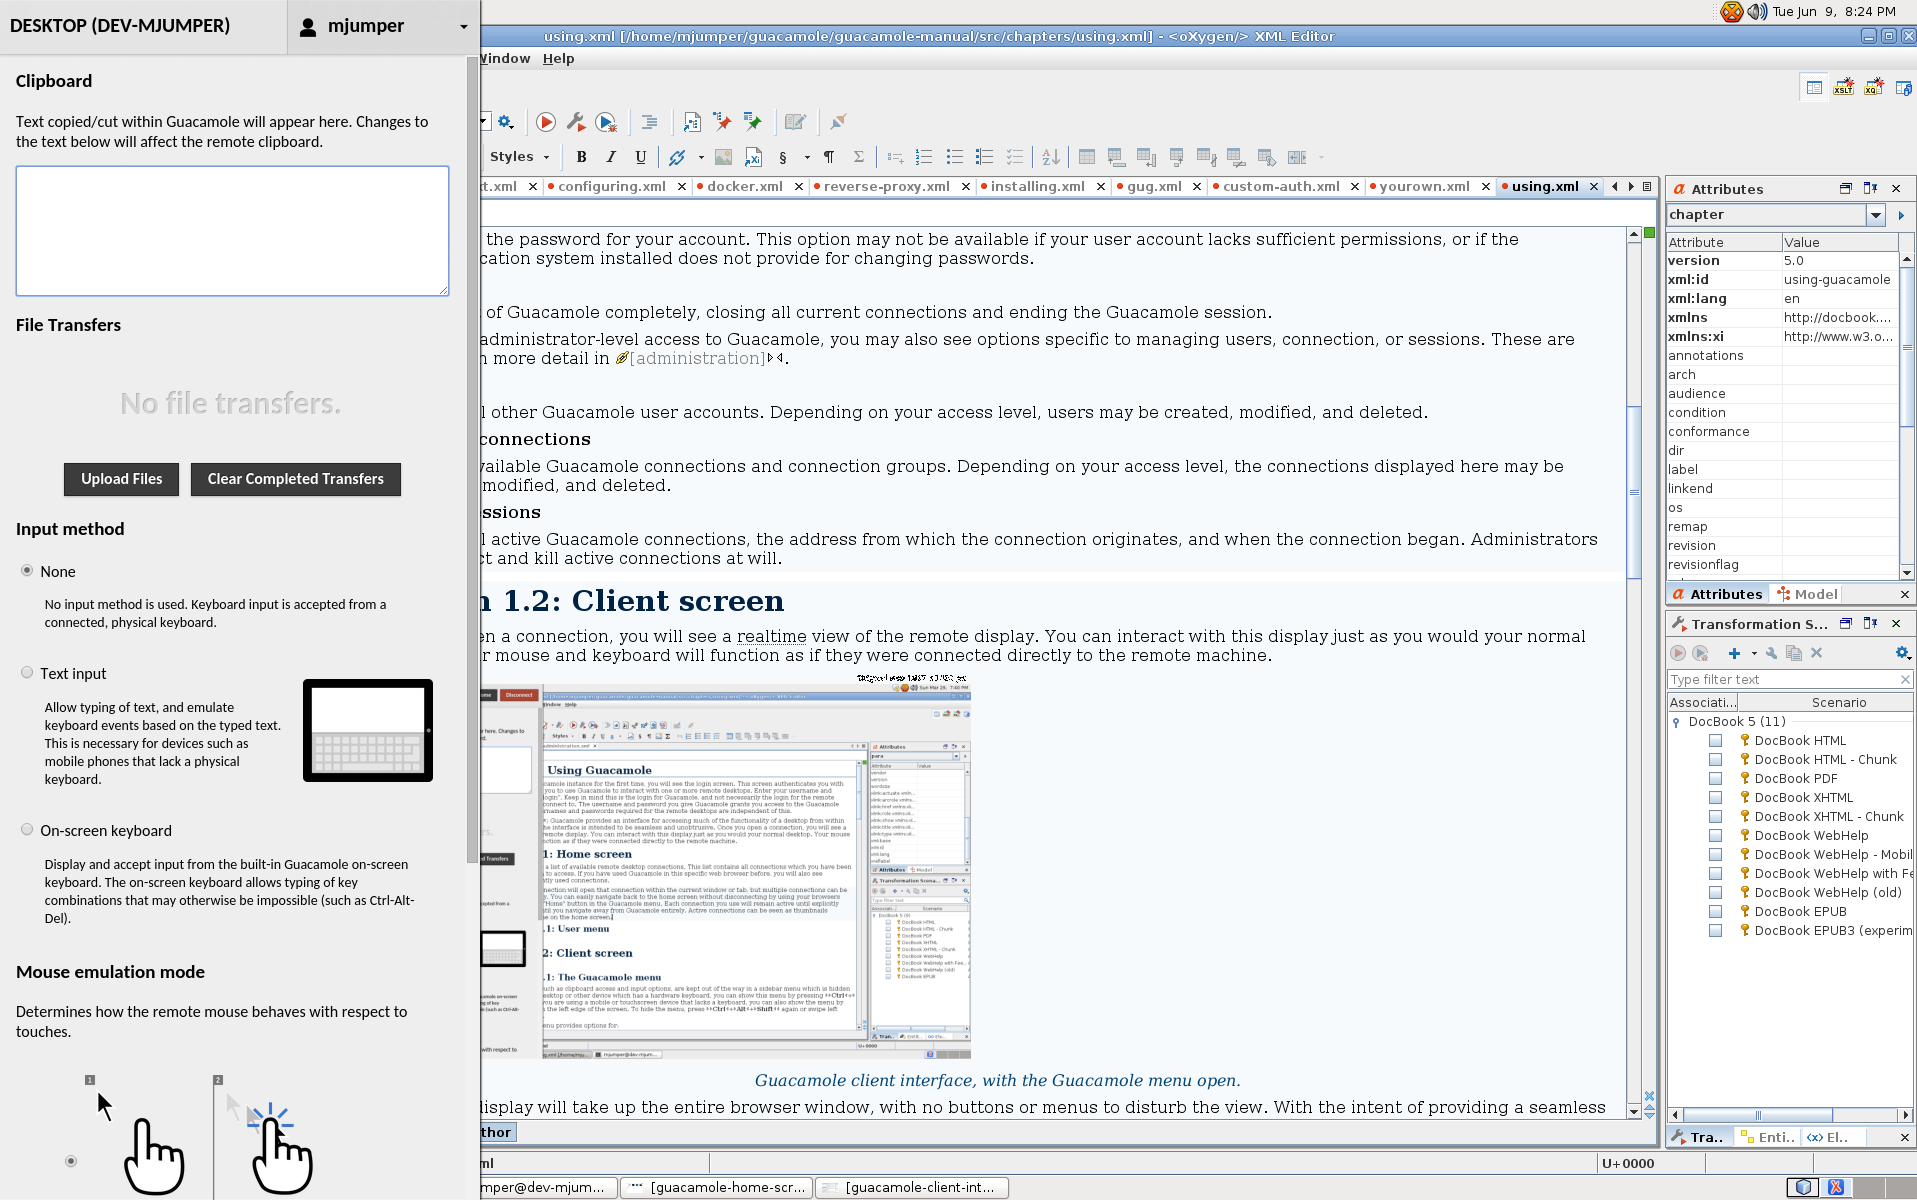 DESKTOP (DEV-MJUMPER)
mjumper
Clipboard
Text copied/cut within Guacamole will appear here. Changes to
the text below will affect the remote clipboard.
File Transfers
No file transfers.
Upload Files
Clear Completed Transfers
Input method
None
No input method is used. Keyboard input is accepted from a
connected, physical keyboard.
Text input
Allow typing of text, and emulate
keyboard events based on the typed text.
This is necessary for devices such as
mobile phones that lack a physical
keyboard.
On-screen keyboard
Display and accept input from the built-in Guacamole on-screen
keyboard. The on-screen keyboard allows typing of key
combinations that may otherwise be impossible (such as Ctrl-Alt-
Del).
Mouse emulation mode
Determines how the remote mouse behaves with respect to
touches.
1
2
Tue Jun 9, 8:24 PM
using.xml [/home/mjumper/guacamole/guacamole-manual/src/chapters/using.xml] - <oXygen/> XML Editor
Window Help
Styles
B I U
xt.xml configuring.xml docker.xml reverse-proxy.xml installing.xml gug.xml custom-auth.xml yourown.xml using.xml
the password for your account. This option may not be available if your user account lacks sufficient permissions, or if the
cation system installed does not provide for changing passwords.
of Guacamole completely, closing all current connections and ending the Guacamole session.
administrator-level access to Guacamole, you may also see options specific to managing users, connection, or sessions. These are
n more detail in [administration].
l other Guacamole user accounts. Depending on your access level, users may be created, modified, and deleted.
connections
vailable Guacamole connections and connection groups. Depending on your access level, the connections displayed here may be
modified, and deleted.
ssions
l active Guacamole connections, the address from which the connection originates, and when the connection began. Administrators
ct and kill active connections at will.
n 1.2: Client screen
en a connection, you will see a realtime view of the remote display. You can interact with this display just as you would your normal
r mouse and keyboard will function as if they were connected directly to the remote machine.
Disconnect
Using Guacamole
1: Home screen
.1: User menu
2: Client screen
.1: The Guacamole menu
Guacamole client interface, with the Guacamole menu open.
display will take up the entire browser window, with no buttons or menus to disturb the view. With the intent of providing a seamless
thor
ml
U+0000
mper@dev-mjum...
[guacamole-home-scr...
[guacamole-client-int...
Attributes
chapter
Attribute Value
version 5.0
xml:id using-guacamole
xml:lang en
xmlns http://docbook....
xmlns:xi http://www.w3.o...
annotations
arch
audience
condition
conformance
dir
label
linkend
os
remap
revision
revisionflag
Attributes Model
Transformation S...
Type filter text
Associati... Scenario
DocBook 5 (11)
DocBook HTML
DocBook HTML - Chunk
DocBook PDF
DocBook XHTML
DocBook XHTML - Chunk
DocBook WebHelp
DocBook WebHelp - Mobil
DocBook WebHelp with Fe
DocBook WebHelp (old)
DocBook EPUB
DocBook EPUB3 (experim
Tra.. Enti.. El..